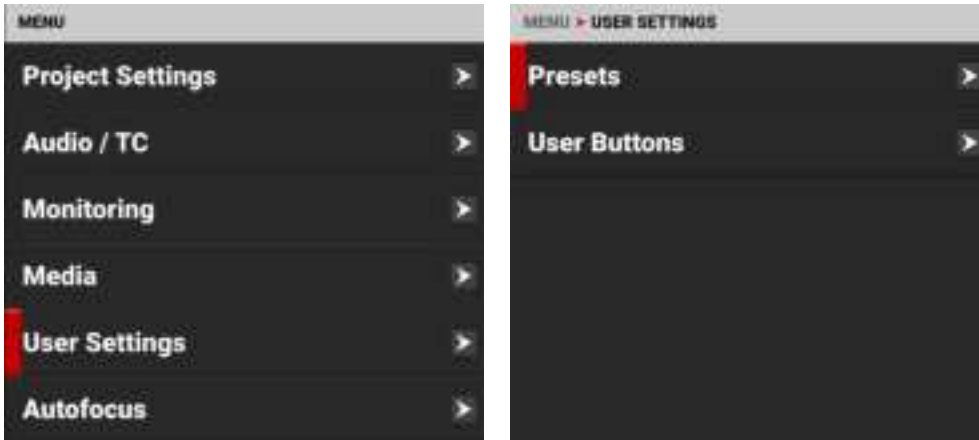 MENU
Project Settings
Audio / TC
Monitoring
Media
User Settings
Autofocus
MENU ➤ USER SETTINGS
Presets
User Buttons